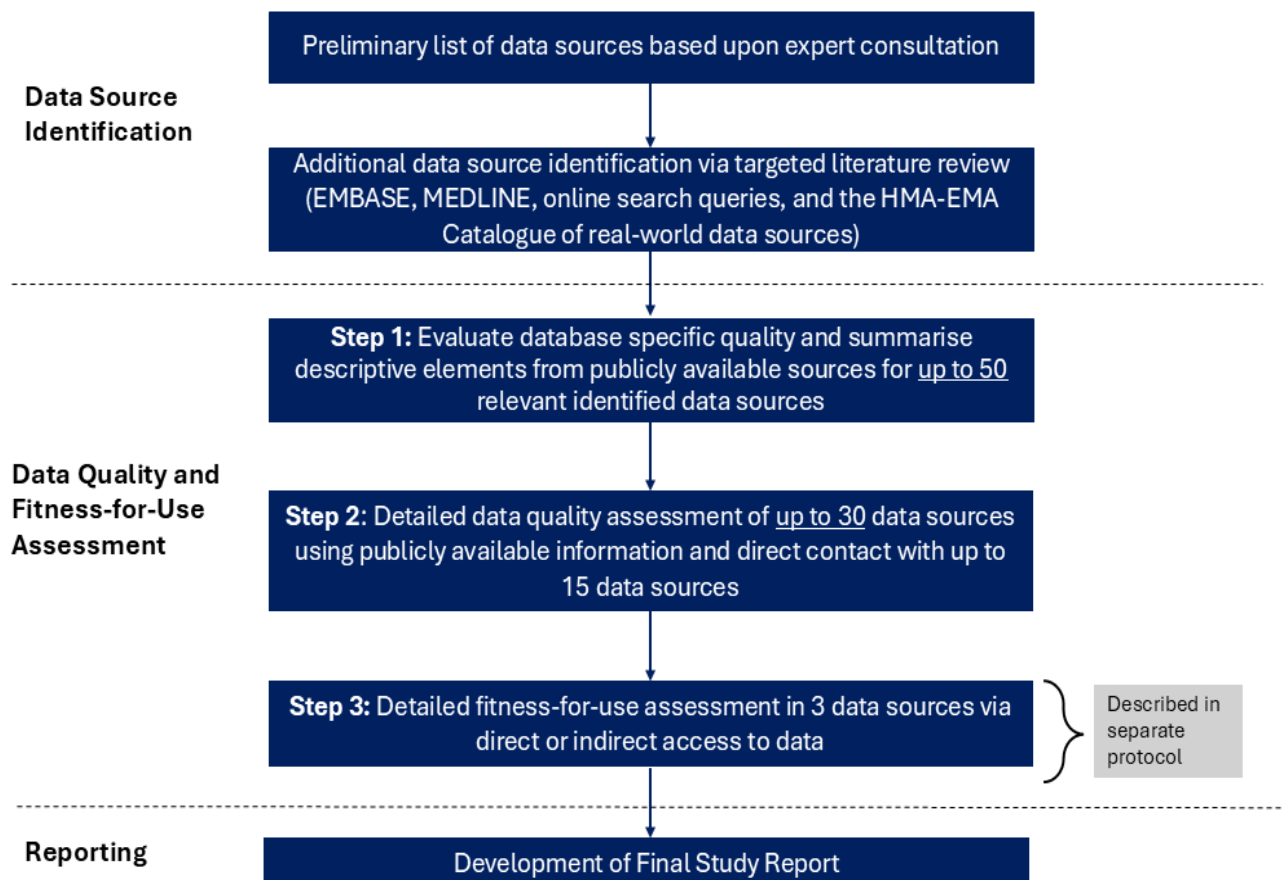 Preliminary list of data sources based upon expert consultation
Data Source
Identification
Additional data source identification via targeted literature review
(EMBASE, MEDLINE, online search queries, and the HMA-EMA
Catalogue of real-world data sources)
Step 1: Evaluate database specific quality and summarise
descriptive elements from publicly available sources for up to 50
relevant identified data sources
Data Quality and
Fitness-for-Use
Assessment
Step 2: Detailed data quality assessment of up to 30 data sources
using publicly available information and direct contact with up to
15 data sources
Step 3: Detailed fitness-for-use assessment in 3 data sources via
direct or indirect access to data
Described in
separate
protocol
Reporting
Development of Final Study Report